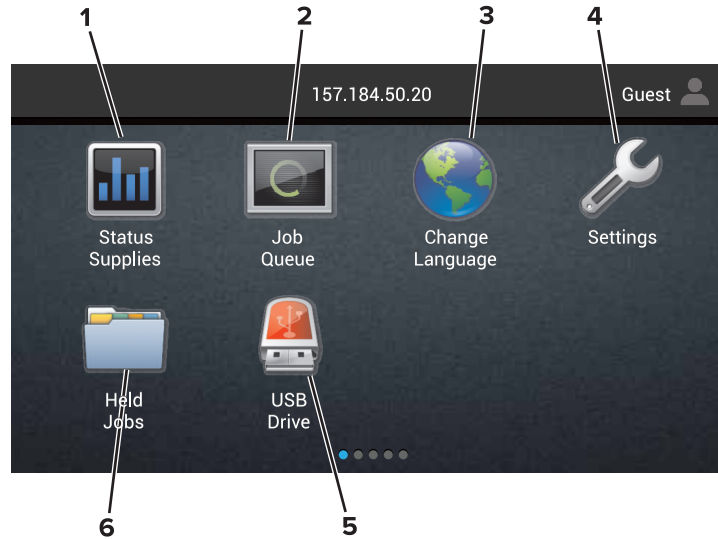 1 2 3 4
157.184.50.20 Guest
Status Job Change Settings
Supplies Queue Language
Held USB
Jobs Drive
6 5